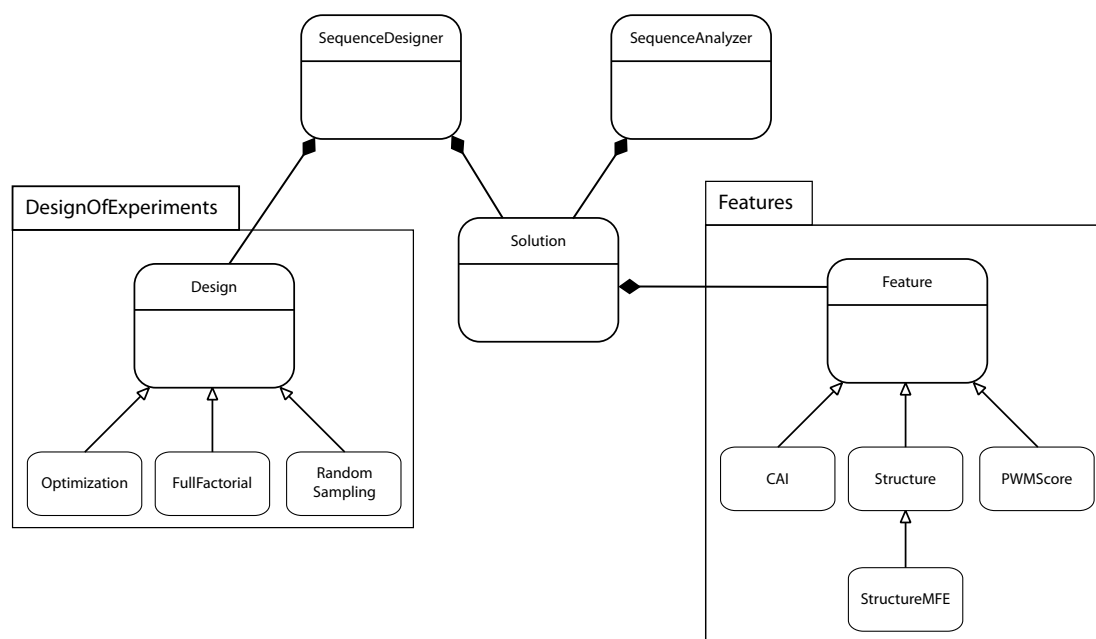 SequenceDesigner
SequenceAnalyzer
DesignOfExperiments
Features
Solution
Design
Feature
Optimization
FullFactorial
Random
Sampling
CAI
Structure
PWMScore
StructureMFE